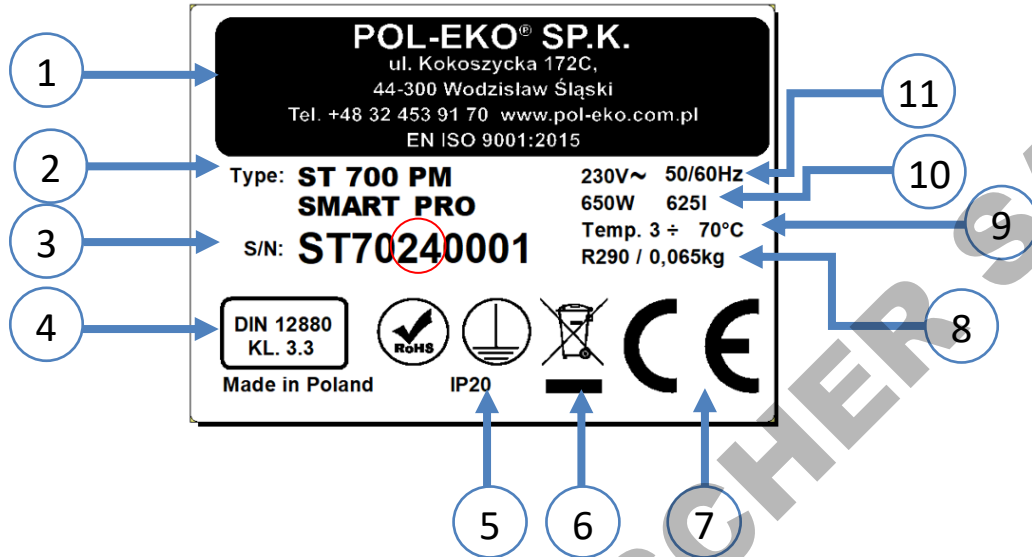 POL-EKO® SP.K.
ul. Kokoszycka 172C,
44-300 Wodzisław Śląski
Tel. +48 32 453 91 70 www.pol-eko.com.pl
EN ISO 9001:2015
1
2
3
4
Type: ST 700 PM
SMART PRO
S/N: ST70240001
230V~ 50/60Hz
650W 625l
Temp. 3 ÷ 70°C
R290 / 0,065kg
11
10
9
8
DIN 12880
KL. 3.3
RoHS
CE
Made in Poland
IP20
5
6
7
SCHER